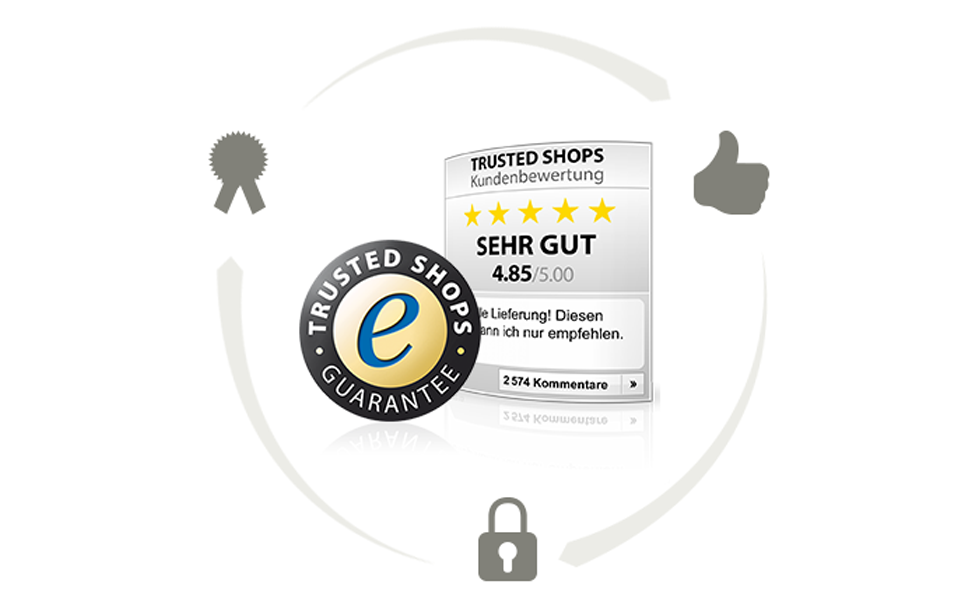 TRUSTED SHOPS
Kundenbewertung
SEHR GUT
4.85/5.00
le Lieferung! Diesen
ann ich nur empfehlen.
2 574 Kommentare »
TRUSTED SHOPS
e
GUARANTEE